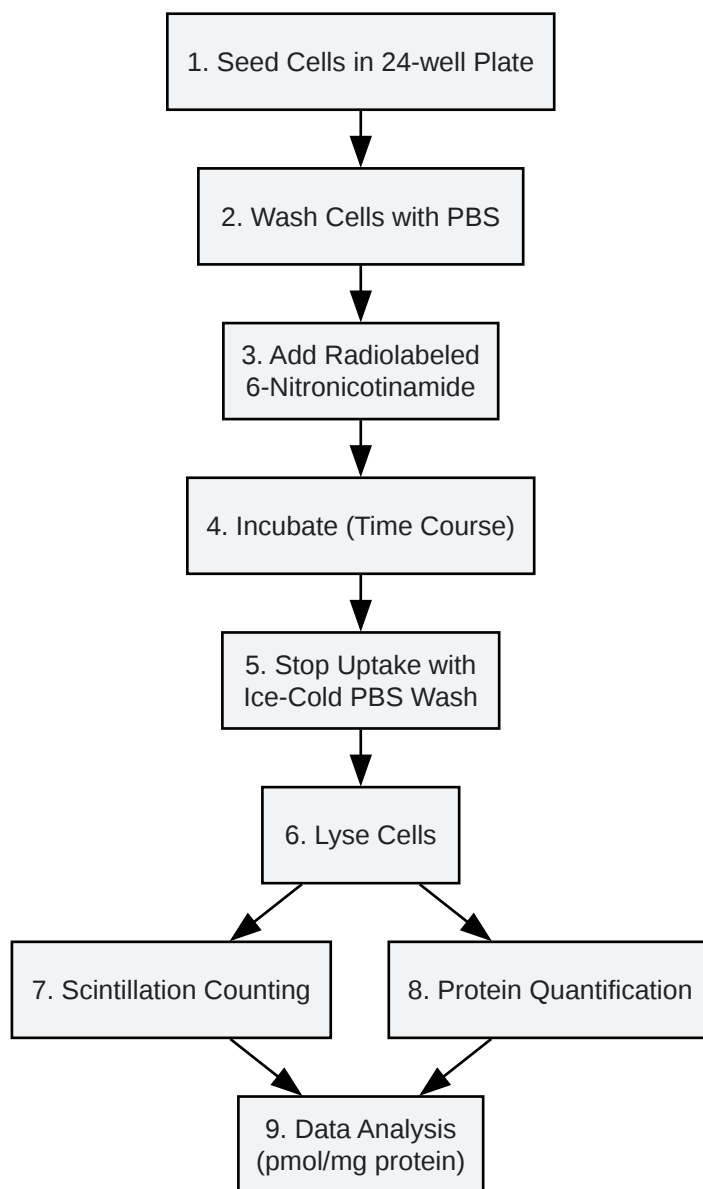 1. Seed Cells in 24-well Plate
2. Wash Cells with PBS
3. Add Radiolabeled
6-Nitronicotinamide
4. Incubate (Time Course)
5. Stop Uptake with
Ice-Cold PBS Wash
6. Lyse Cells
7. Scintillation Counting
8. Protein Quantification
9. Data Analysis
(pmol/mg protein)